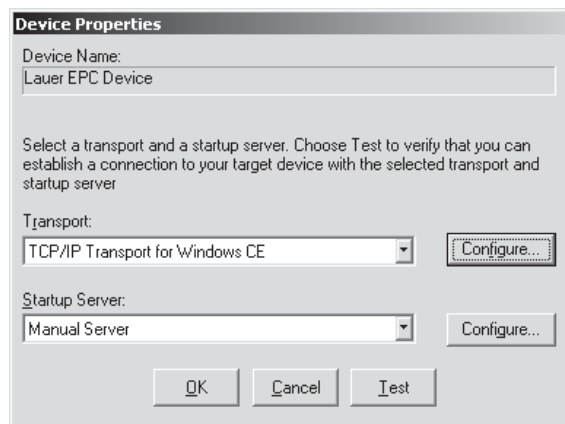 Device Properties
Device Name:
Lauer EPC Device
Select a transport and a startup server. Choose Test to verify that you can
establish a connection to your target device with the selected transport and
startup server
Transport:
TCP/IP Transport for Windows CE
Configure...
Startup Server:
Manual Server
Configure...
OK Cancel Test